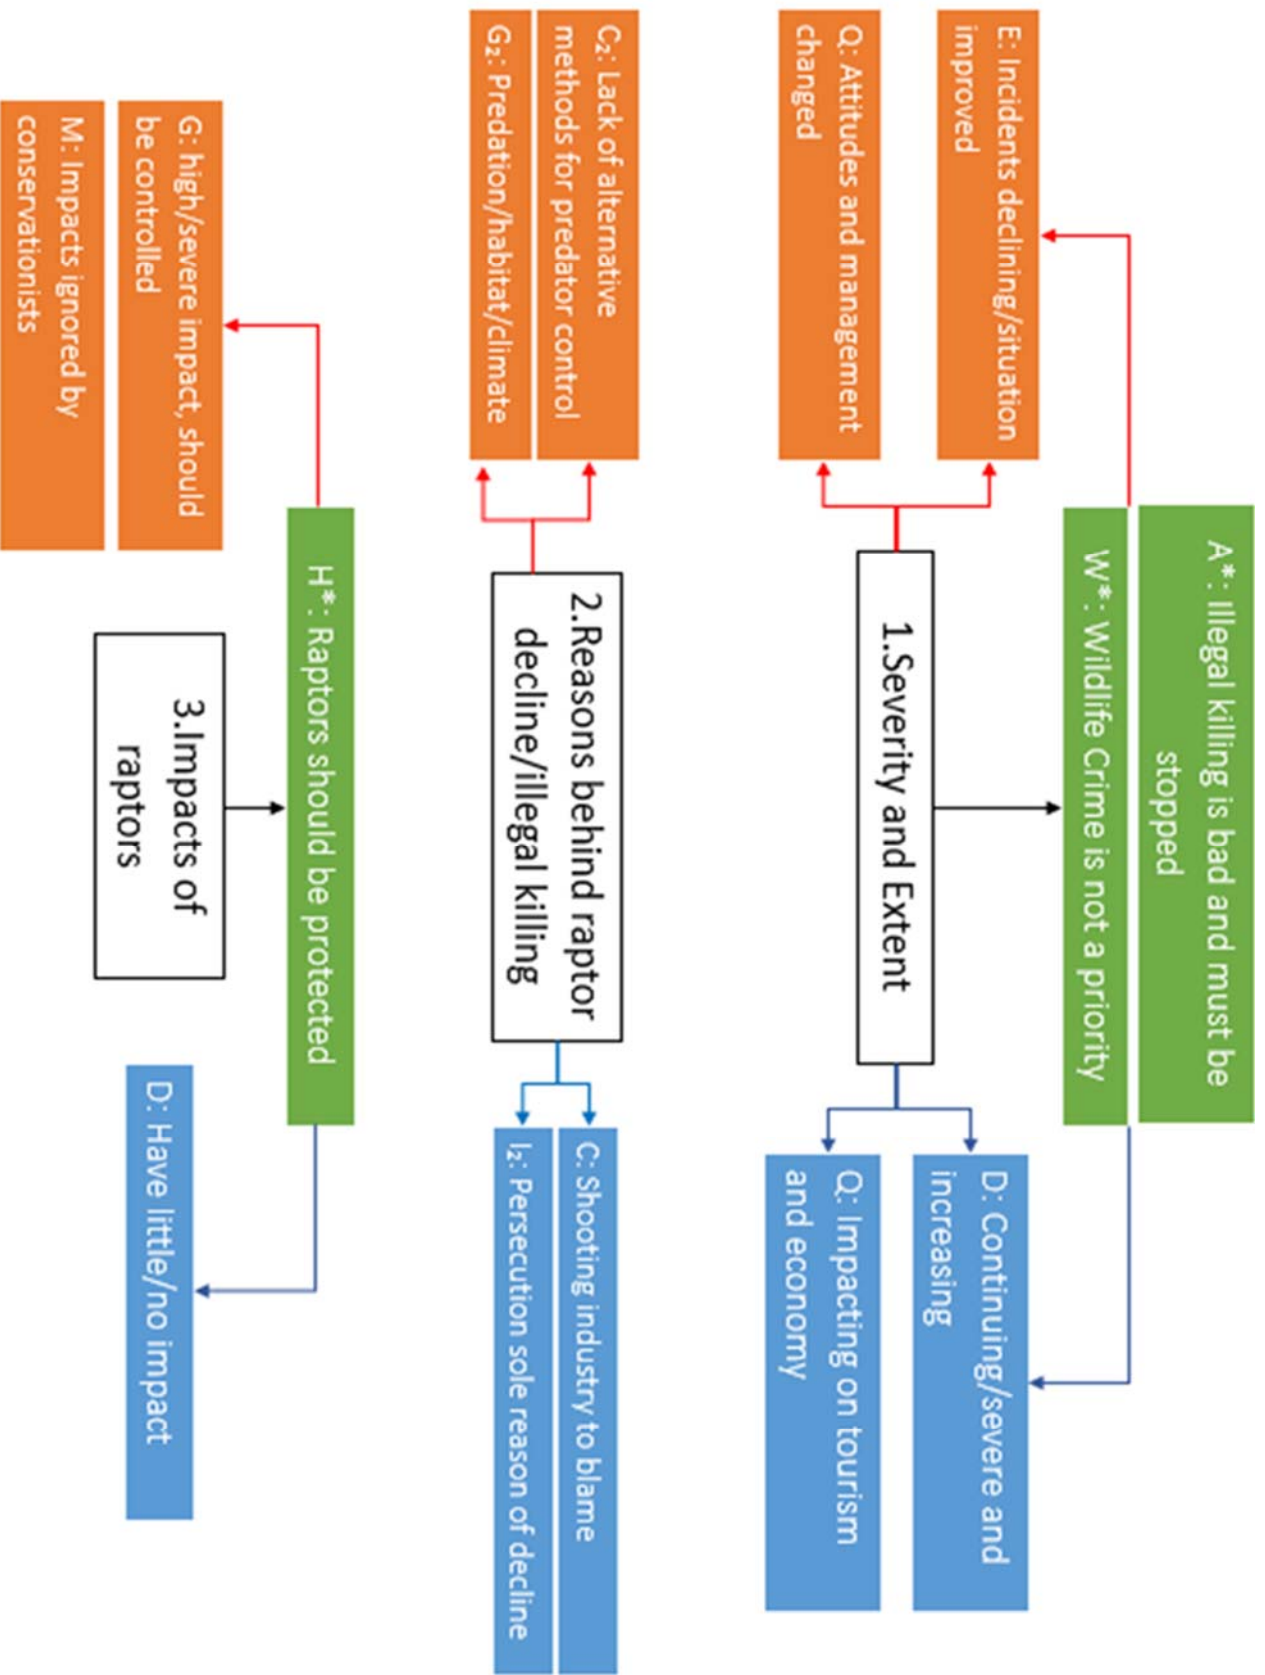 A*: Illegal killing is bad and must be
stopped
W*: Wildlife Crime is not a priority
E: Incidents declining/situation
improved
Q: Attitudes and management
changed
1.Severity and Extent
D: Continuing/severe and
increasing
Q: Impacting on tourism
and economy
C₂: Lack of alternative
methods for predator control
G₂: Predation/habitat/climate
2.Reasons behind raptor
decline/illegal killing
C: Shooting industry to blame
I₂: Persecution sole reason of decline
H*: Raptors should be protected
G: high/severe impact, should
be controlled
M: Impacts ignored by
conservationists
3.Impacts of
raptors
D: Have little/no impact